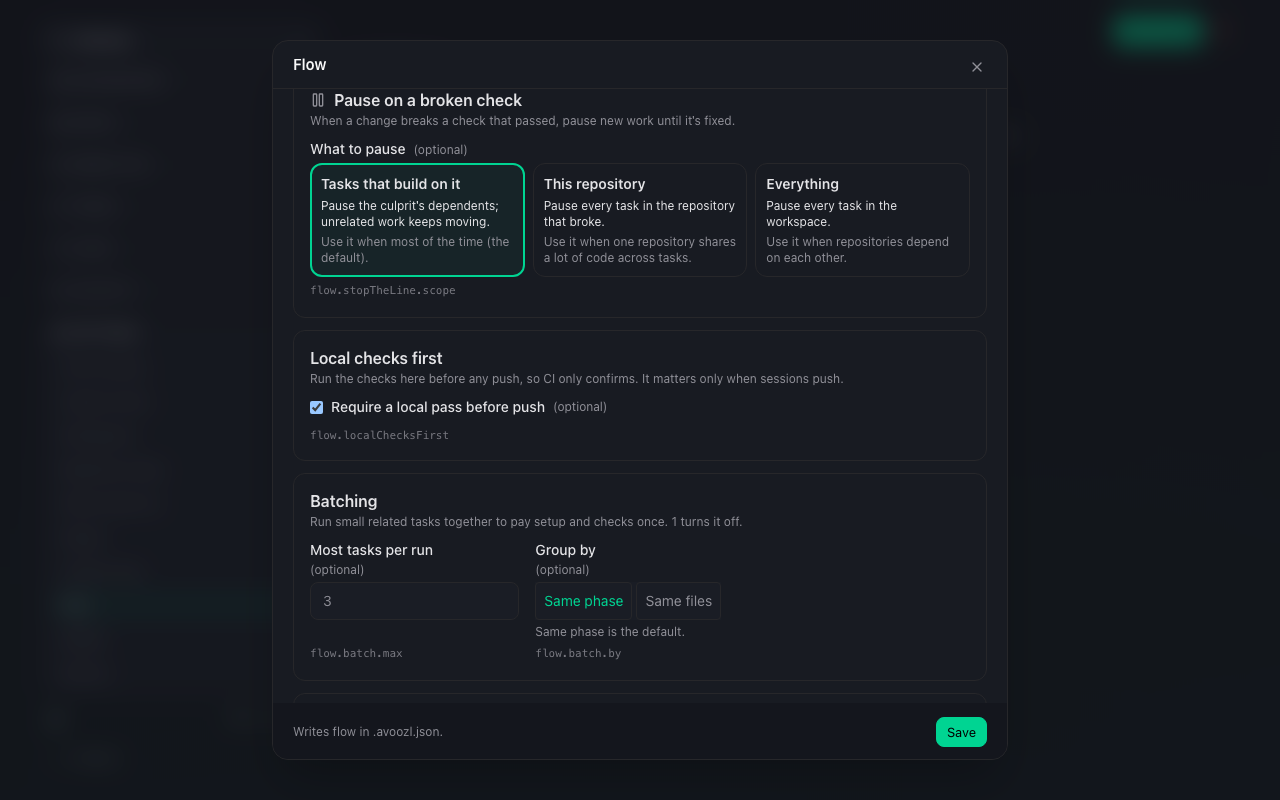 Flow
Pause on a broken check
When a change breaks a check that passed, pause new work until it's fixed.
What to pause (optional)
Tasks that build on it
Pause the culprit's dependents;
unrelated work keeps moving.
Use it when most of the time (the
default).
This repository
Pause every task in the repository
that broke.
Use it when one repository shares
a lot of code across tasks.
Everything
Pause every task in the
workspace.
Use it when repositories depend
on each other.
flow.stopTheLine.scope
Local checks first
Run the checks here before any push, so CI only confirms. It matters only when sessions push.
Require a local pass before push (optional)
flow.localChecksFirst
Batching
Run small related tasks together to pay setup and checks once. 1 turns it off.
Most tasks per run
(optional)
3
flow.batch.max
Group by
(optional)
Same phase Same files
Same phase is the default.
flow.batch.by
Writes flow in .avoozl.json.
Save